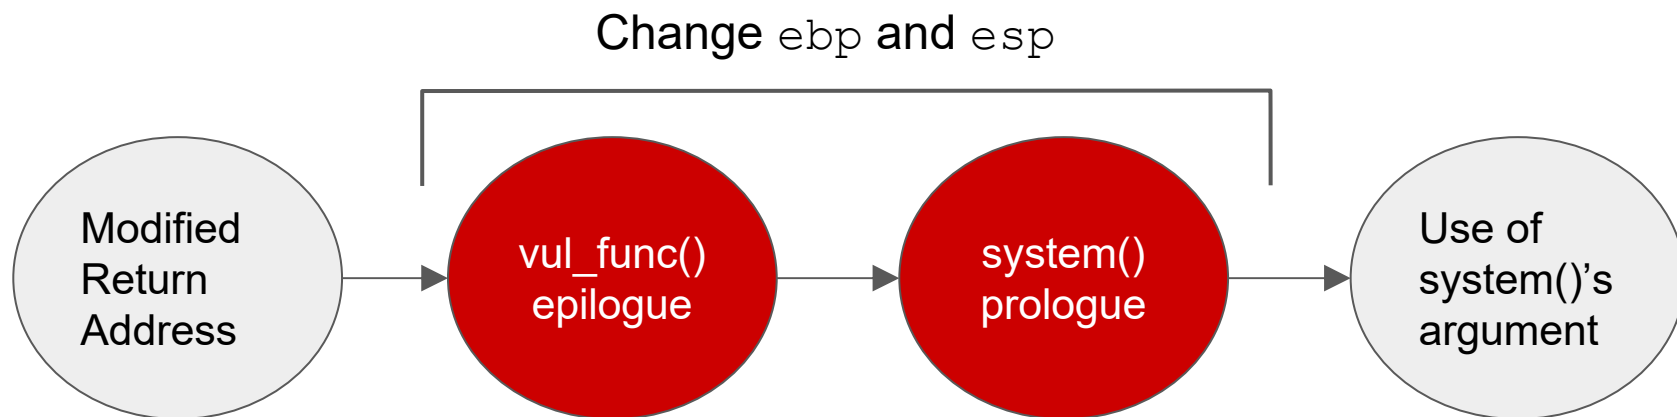 Change ebp and esp
Modified
Return
Address
vul_func()
epilogue
system()
prologue
Use of
system()’s
argument